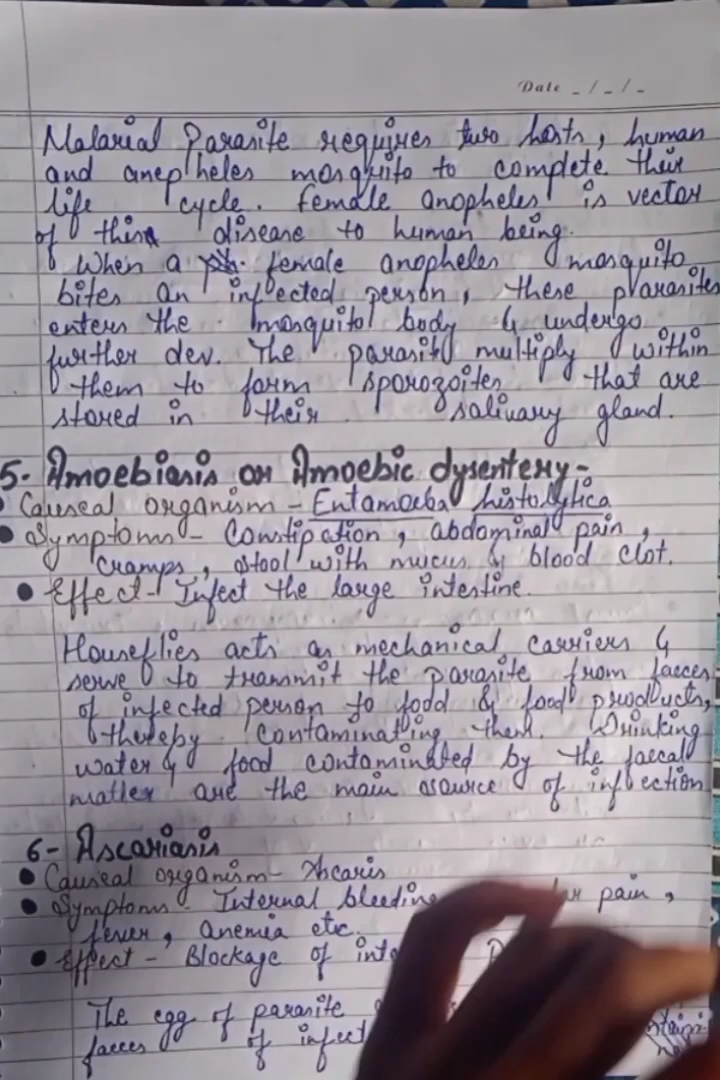 Date _ / _ / _
Malarial Parasite requires two hosts, human
and anepheles mosquito to complete their
life cycle. female anopheles is vector
of this disease to human being.
When a female anopheles mosquito
bites an infected person, these parasites
enters the mosquito body & undergo
further dev. The parasite multiply within
them to form sporozoites that are
stored in their salivary gland.
5- Amoebiasis or Amoebic dysentery-
Causeal organism - Entamoeba histolytica
Symptoms - Constipation, abdominal pain,
cramps, stool with mucus & blood clot.
Effect - Infect the large intestine.
Houseflies acts as mechanical carriers &
serve to transmit the parasite from faeces
of infected person to food & food products,
thereby contaminating them. Drinking
water & food contaminated by the faecal
matter are the main source of infection
6- Ascariasis
Causeal organism - Ascaris
Symptoms - Internal bleeding pain,
fever, anemia etc.
Effect - Blockage of
The egg of parasite
faeces of